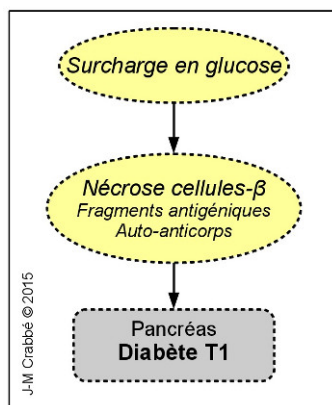 Surcharge en glucose
Nécrose cellules-β
Fragments antigéniques
Auto-anticorps
Pancréas
Diabète T1
J-M Crabbé © 2015